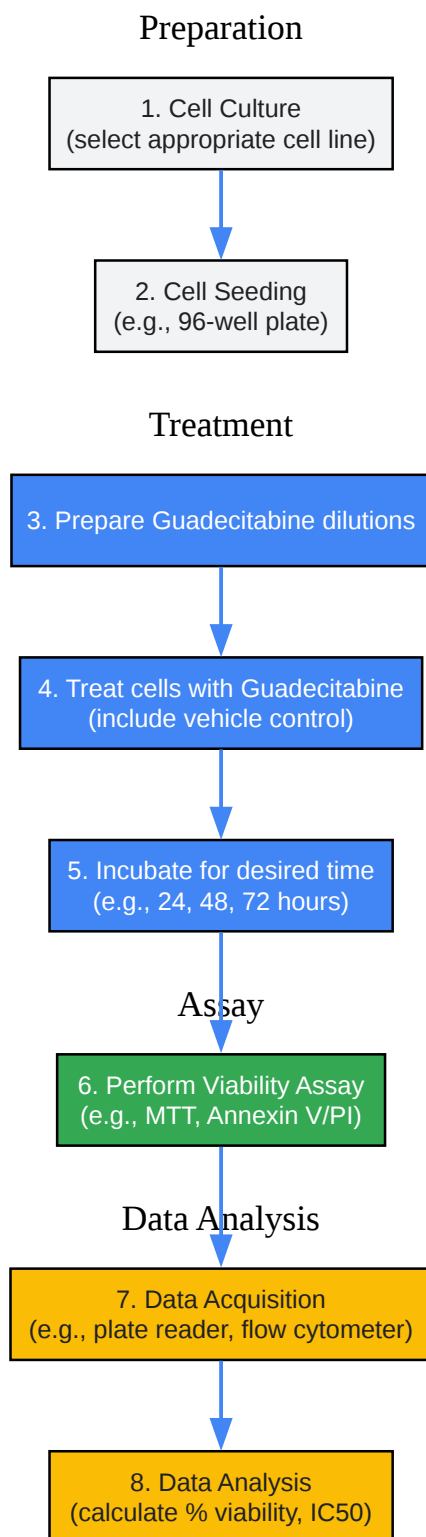 Preparation
1. Cell Culture
(select appropriate cell line)
2. Cell Seeding
(e.g., 96-well plate)
Treatment
3. Prepare Guadecitabine dilutions
4. Treat cells with Guadecitabine
(include vehicle control)
5. Incubate for desired time
(e.g., 24, 48, 72 hours)
Assay
6. Perform Viability Assay
(e.g., MTT, Annexin V/PI)
Data Analysis
7. Data Acquisition
(e.g., plate reader, flow cytometer)
8. Data Analysis
(calculate % viability, IC50)